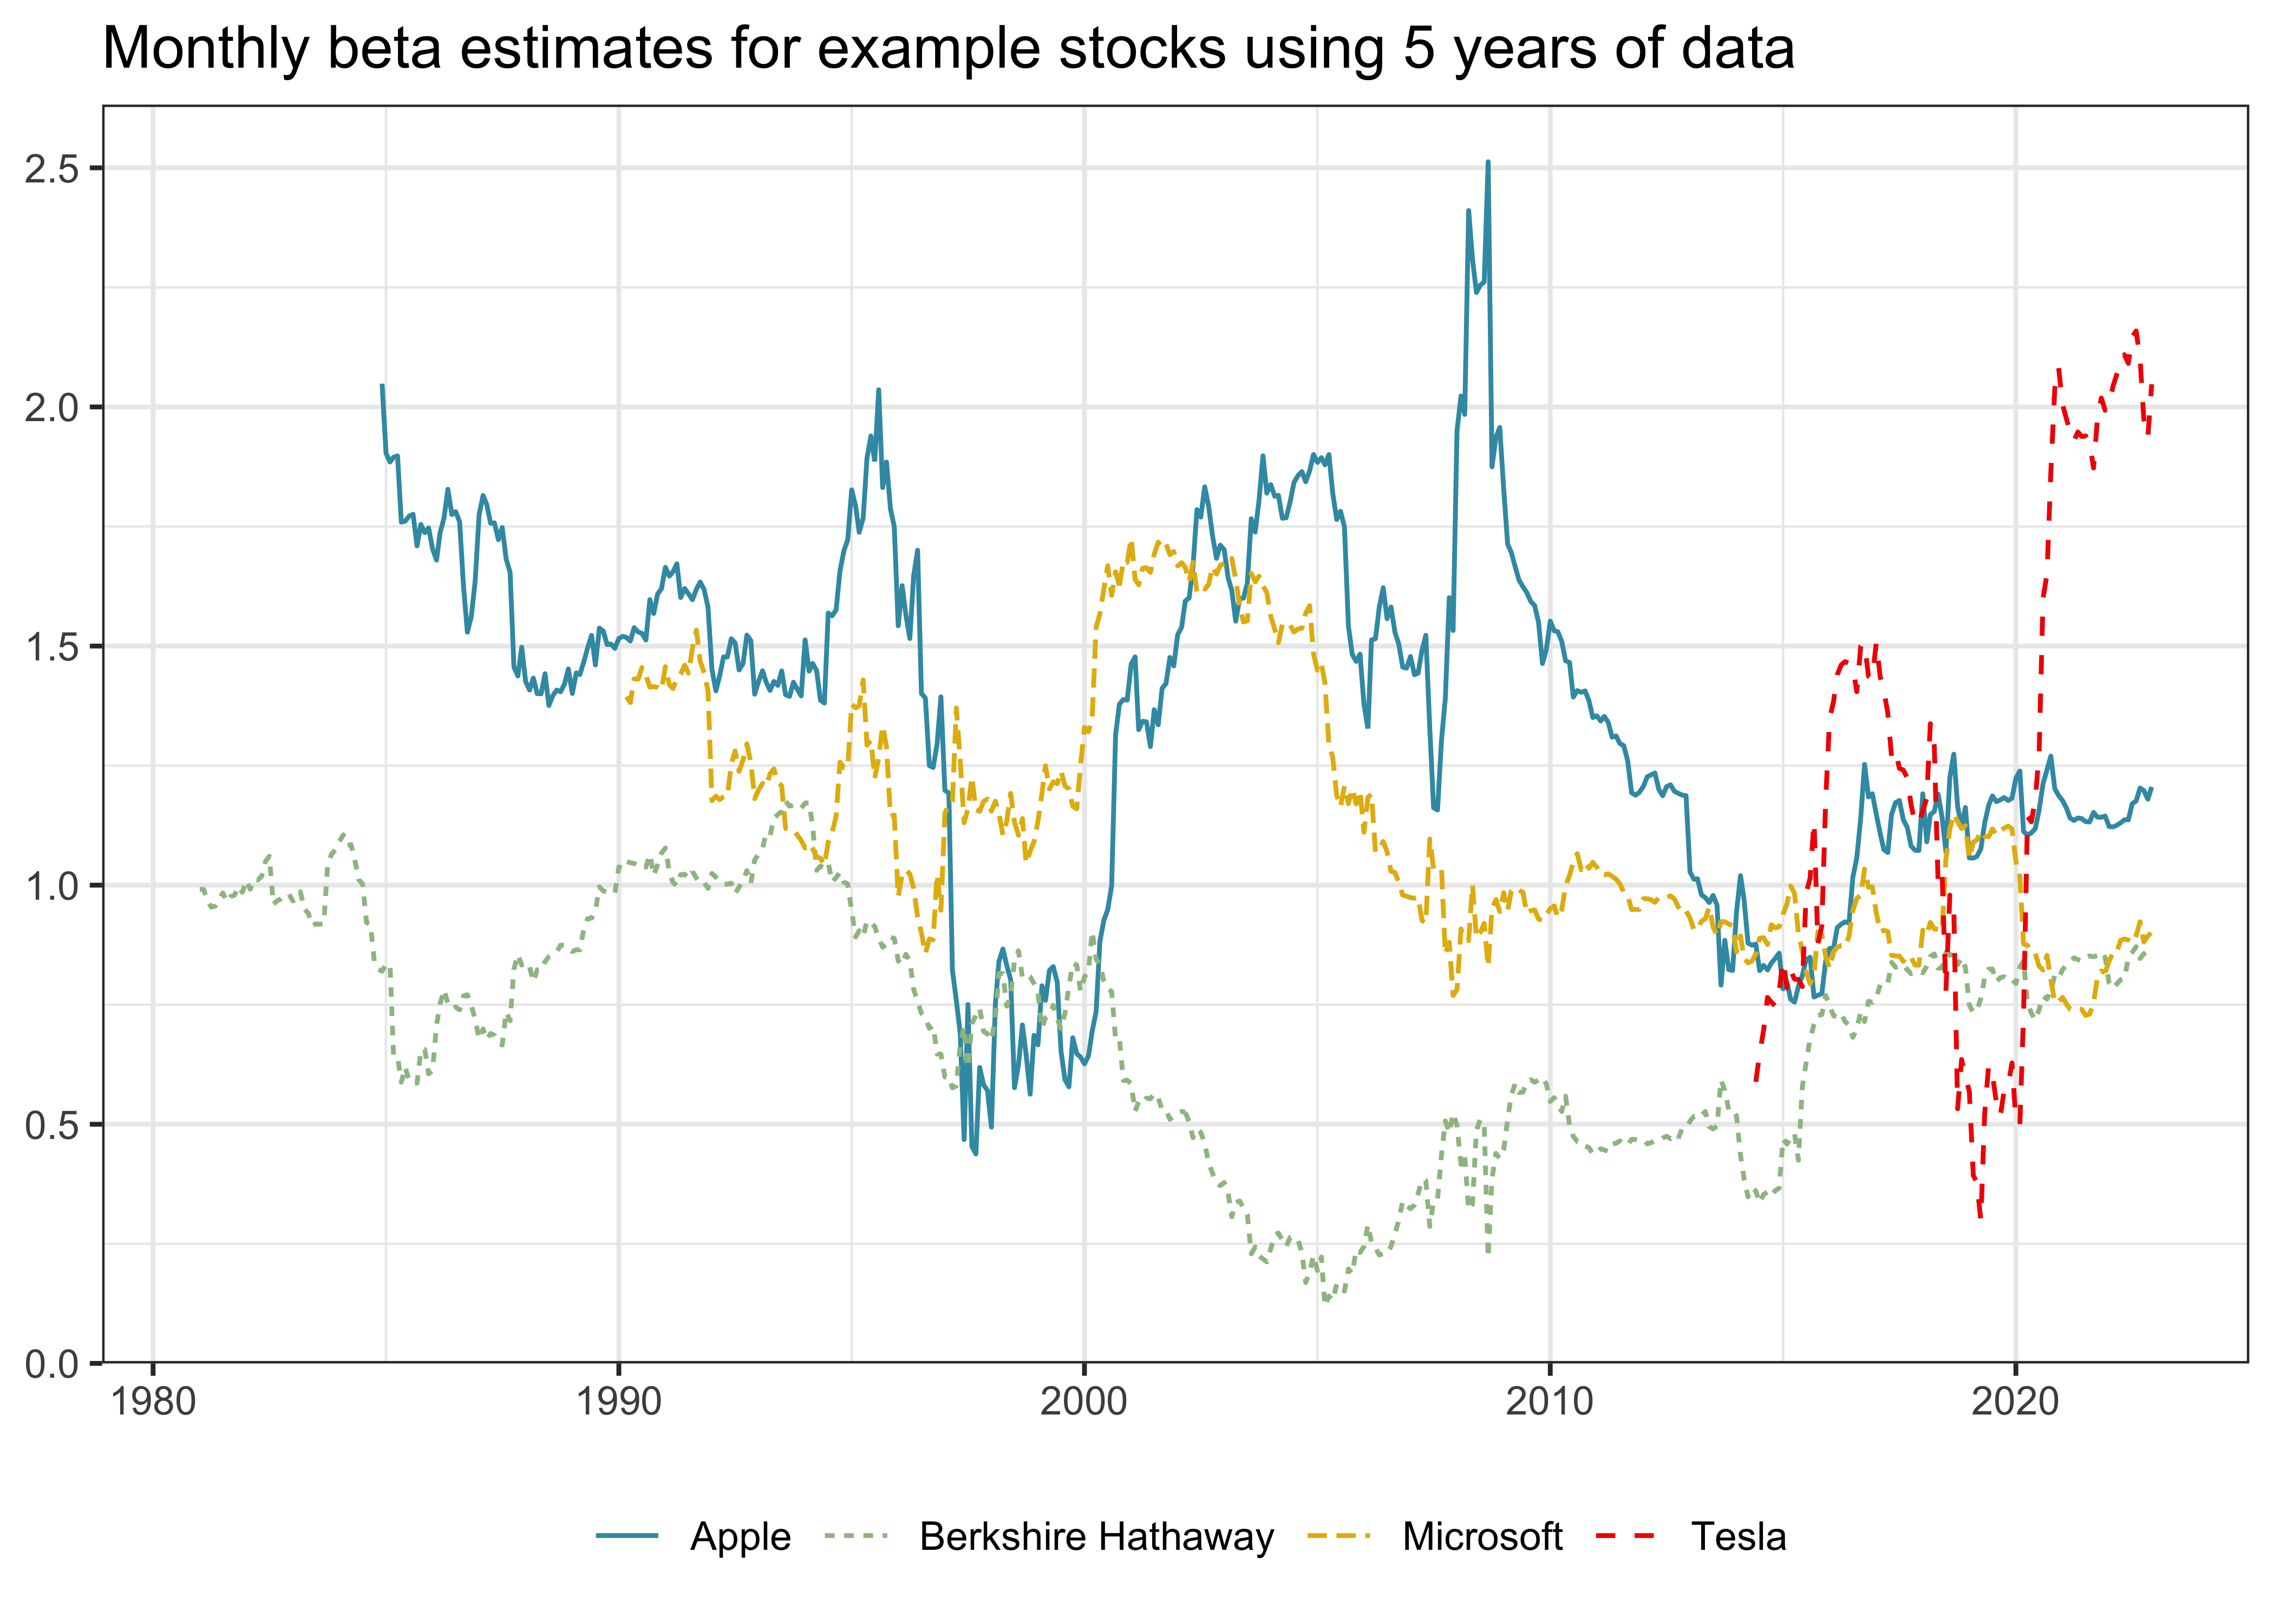 Monthly beta estimates for example stocks using 5 years of data
2.5
2.0
1.5
1.0
0.5
0.0
1980 1990 2000 2010 2020
Apple Berkshire Hathaway Microsoft Tesla